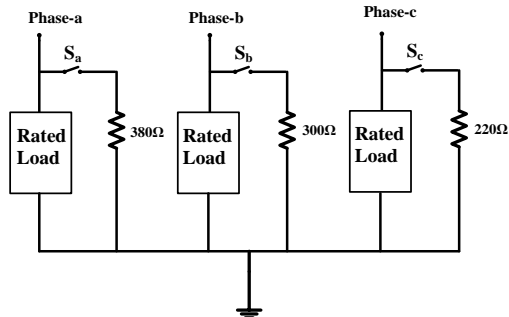 Phase-a
Phase-b
Phase-c
Sa
Sb
Sc
Rated
Load
380Ω
Rated
Load
300Ω
Rated
Load
220Ω